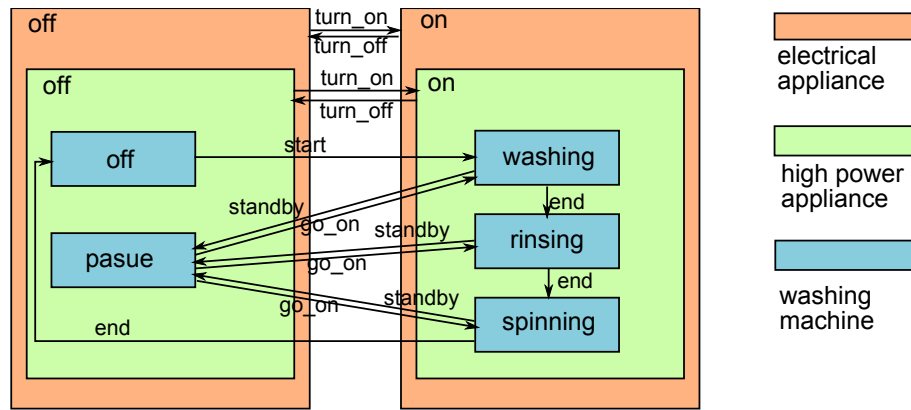 off
turn_on
turn_off
on
off
turn_on
turn_off
on
off
start
washing
end
standby
go_on
pasue
standby
go_on
rinsing
end
standby
go_on
spinning
end
electrical
appliance
high power
appliance
washing
machine